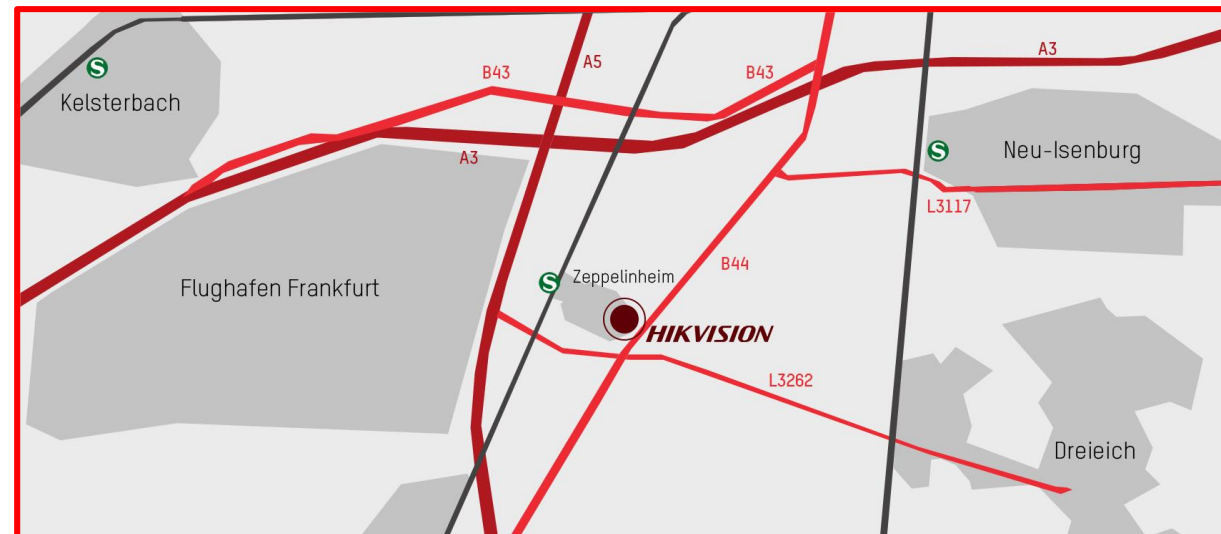 A3
A5
B43
B43
S
Kelsterbach
A3
S
Neu-Isenburg
L3117
B44
S
Zeppelinheim
Flughafen Frankfurt
HIKVISION
L3262
Dreieich